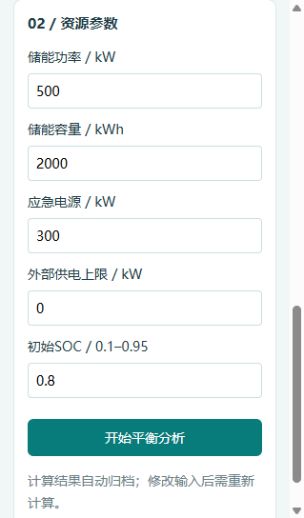 02 / 资源参数
储能功率 / kW
500
储能容量 / kWh
2000
应急电源 / kW
300
外部供电上限 / kW
0
初始SOC / 0.1–0.95
0.8
开始平衡分析
计算结果自动归档；修改输入后需重新
计算。